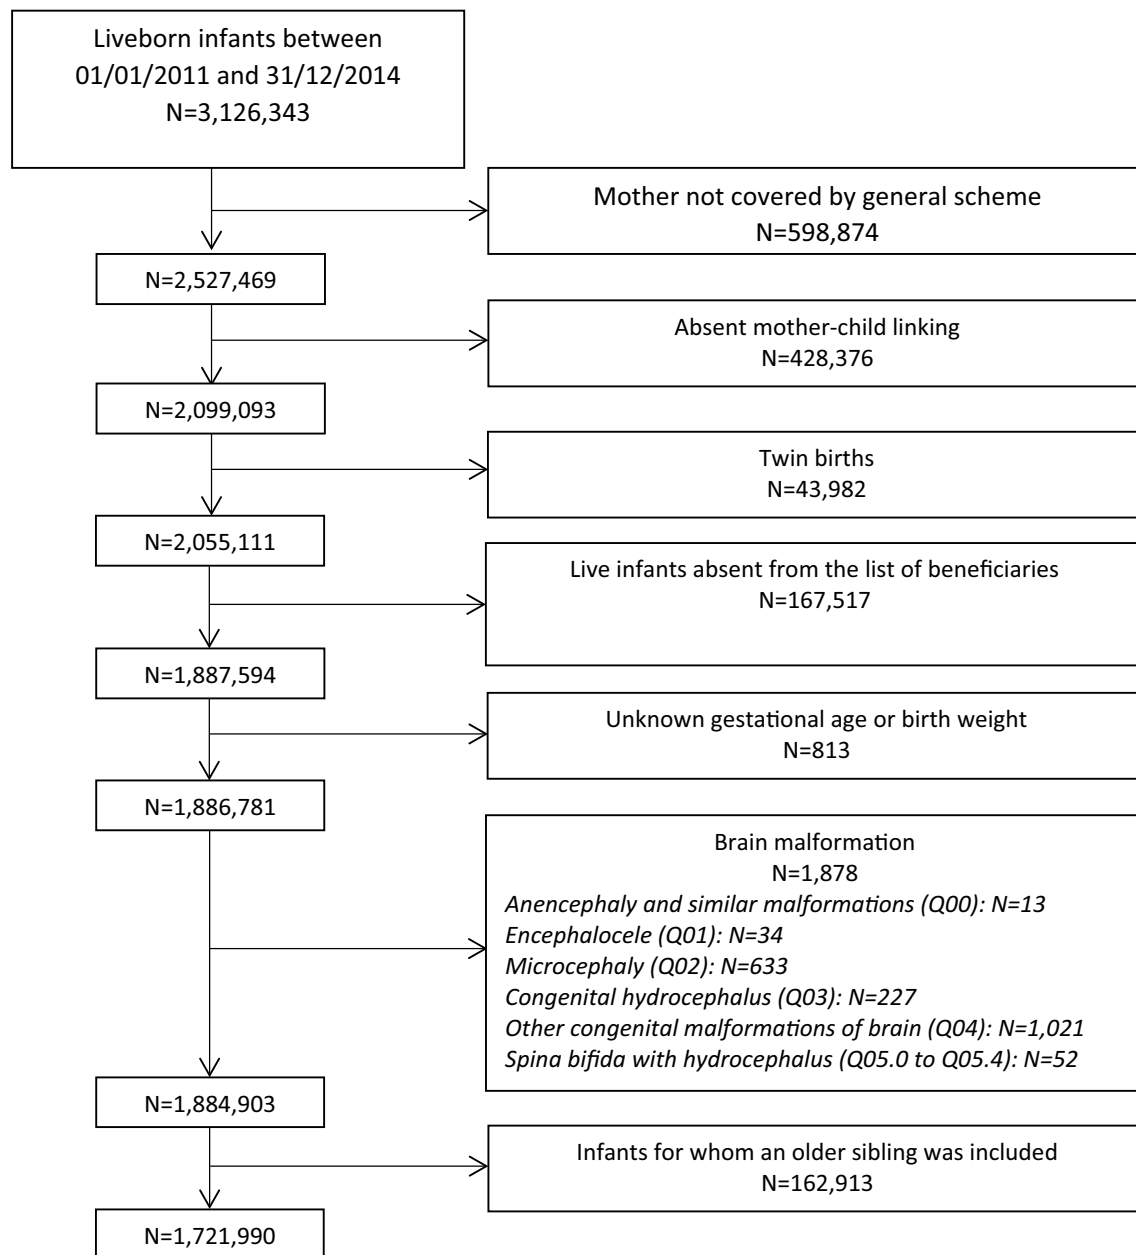 Liveborn infants between
01/01/2011 and 31/12/2014
N=3,126,343
Mother not covered by general scheme
N=598,874
N=2,527,469
Absent mother-child linking
N=428,376
N=2,099,093
Twin births
N=43,982
N=2,055,111
Live infants absent from the list of beneficiaries
N=167,517
N=1,887,594
Unknown gestational age or birth weight
N=813
N=1,886,781
Brain malformation
N=1,878
Anencephaly and similar malformations (Q00): N=13
Encephalocele (Q01): N=34
Microcephaly (Q02): N=633
Congenital hydrocephalus (Q03): N=227
Other congenital malformations of brain (Q04): N=1,021
Spina bifida with hydrocephalus (Q05.0 to Q05.4): N=52
N=1,884,903
Infants for whom an older sibling was included
N=162,913
N=1,721,990